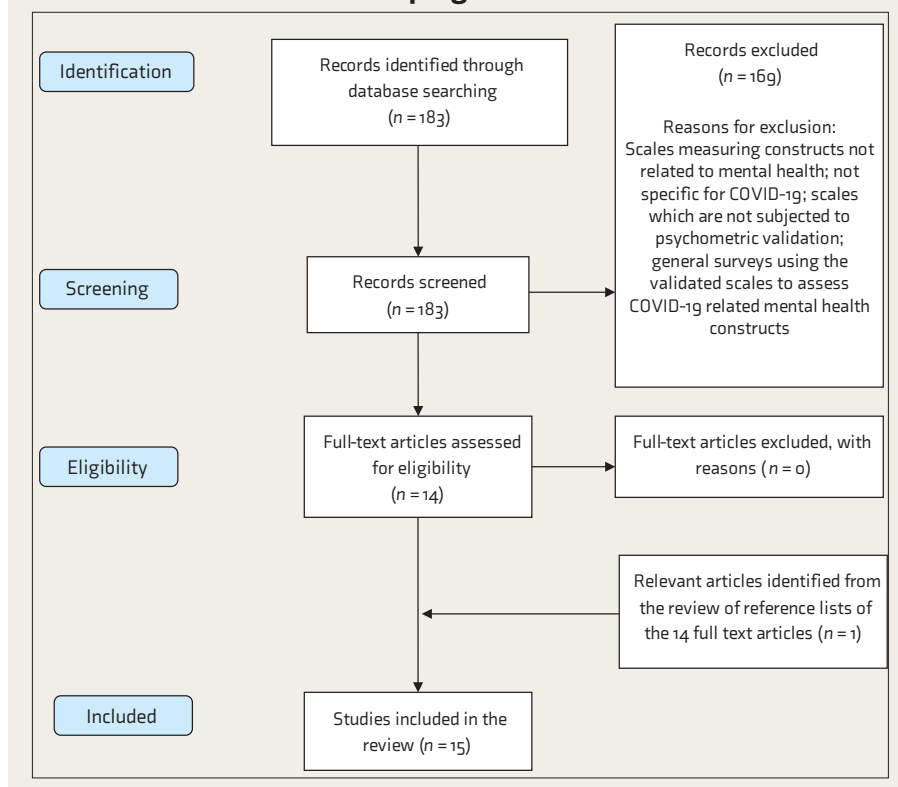 Identification
Records identified through
database searching
(n = 183)
Records excluded
(n = 169)
Reasons for exclusion:
Scales measuring constructs not
related to mental health; not
specific for COVID-19; scales
which are not subjected to
psychometric validation;
general surveys using the
validated scales to assess
COVID-19 related mental health
constructs
Screening
Records screened
(n = 183)
Eligibility
Full-text articles assessed
for eligibility
(n = 14)
Full-text articles excluded, with
reasons (n = 0)
Relevant articles identified from
the review of reference lists of
the 14 full text articles (n = 1)
Included
Studies included in the
review (n = 15)